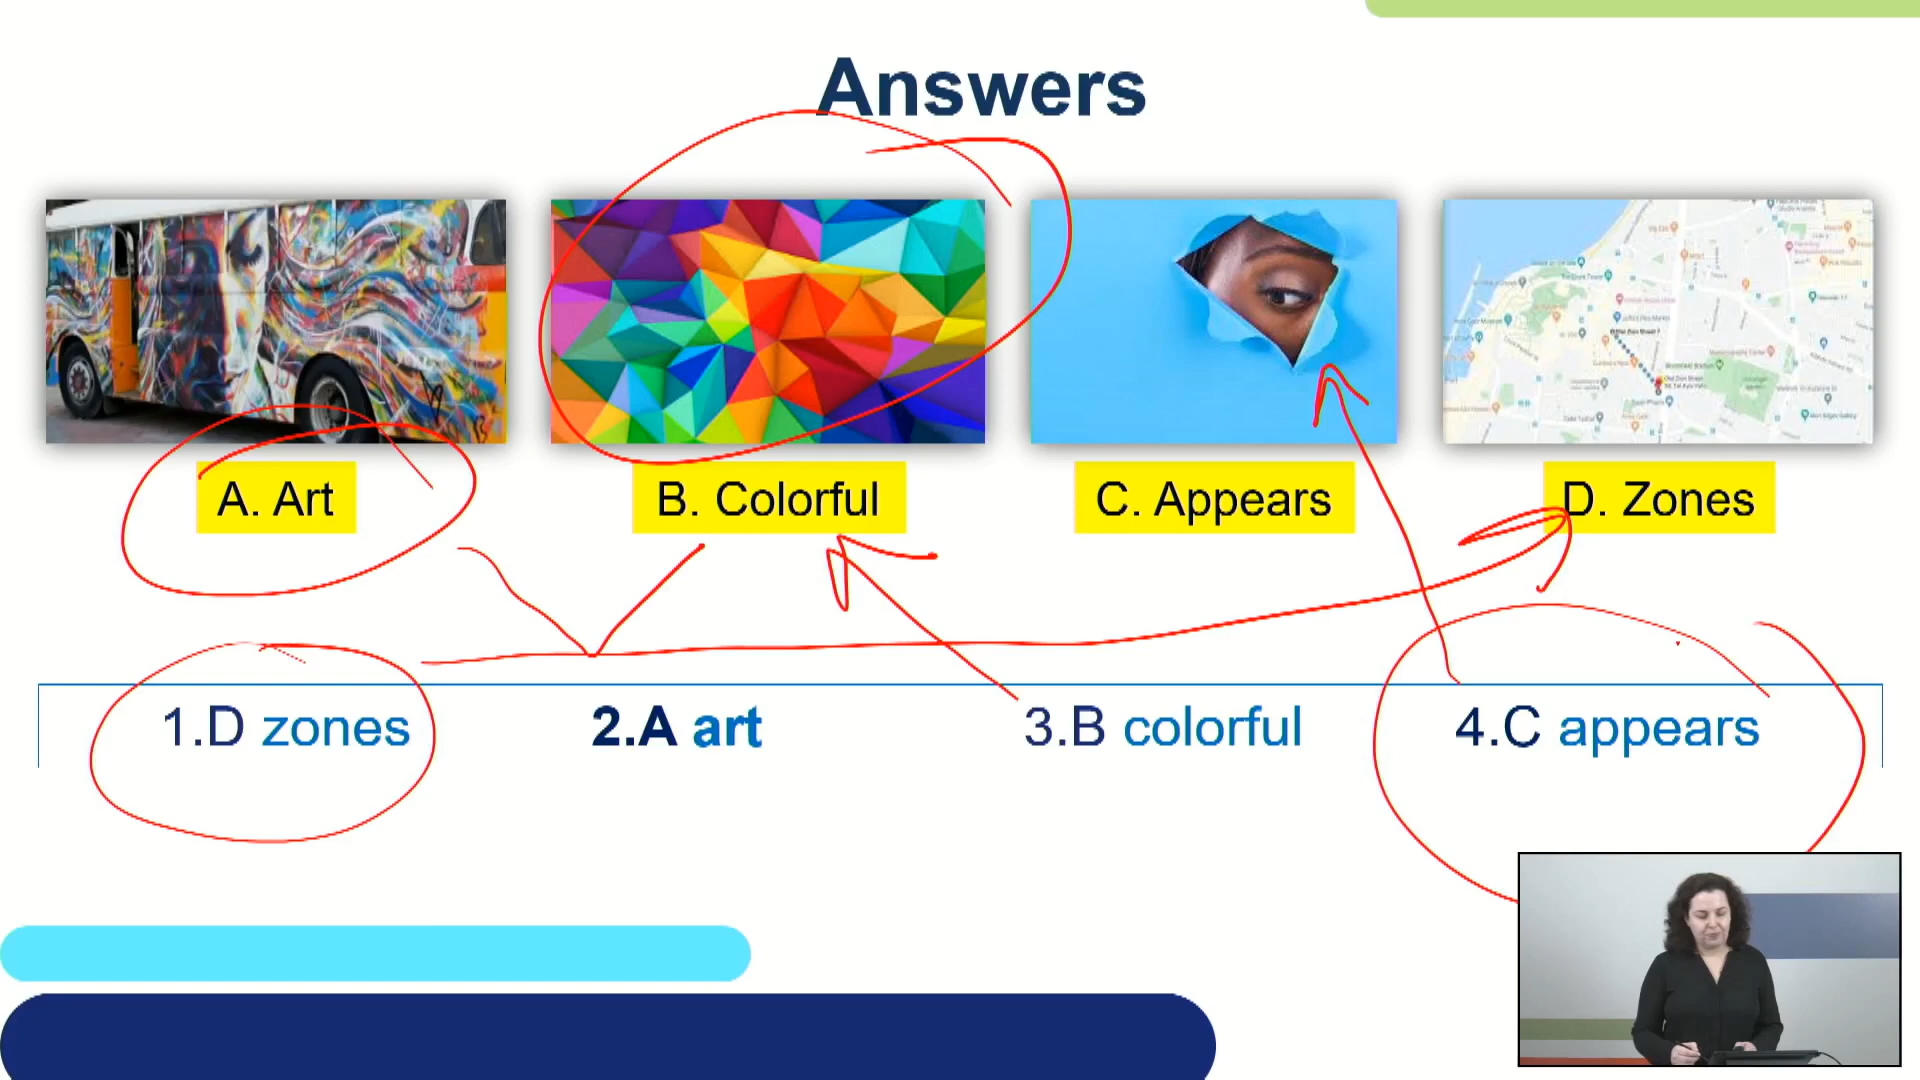 Answers
A. Art
B. Colorful
C. Appears
D. Zones
1.D zones
2.A art
3.B colorful
4.C appears